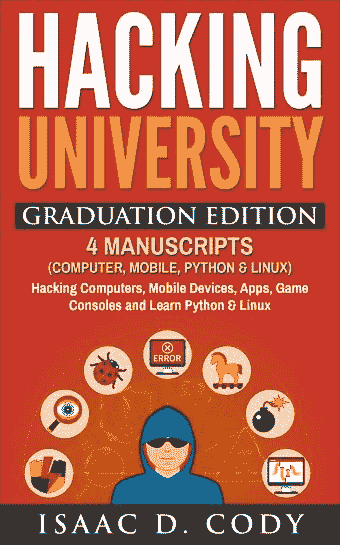 HACKING
UNIVERSITY
GRADUATION EDITION
4 MANUSCRIPTS
(COMPUTER, MOBILE, PYTHON & LINUX)
Hacking Computers, Mobile Devices, Apps, Game
Consoles and Learn Python & Linux
ERROR
ISAAC D. CODY